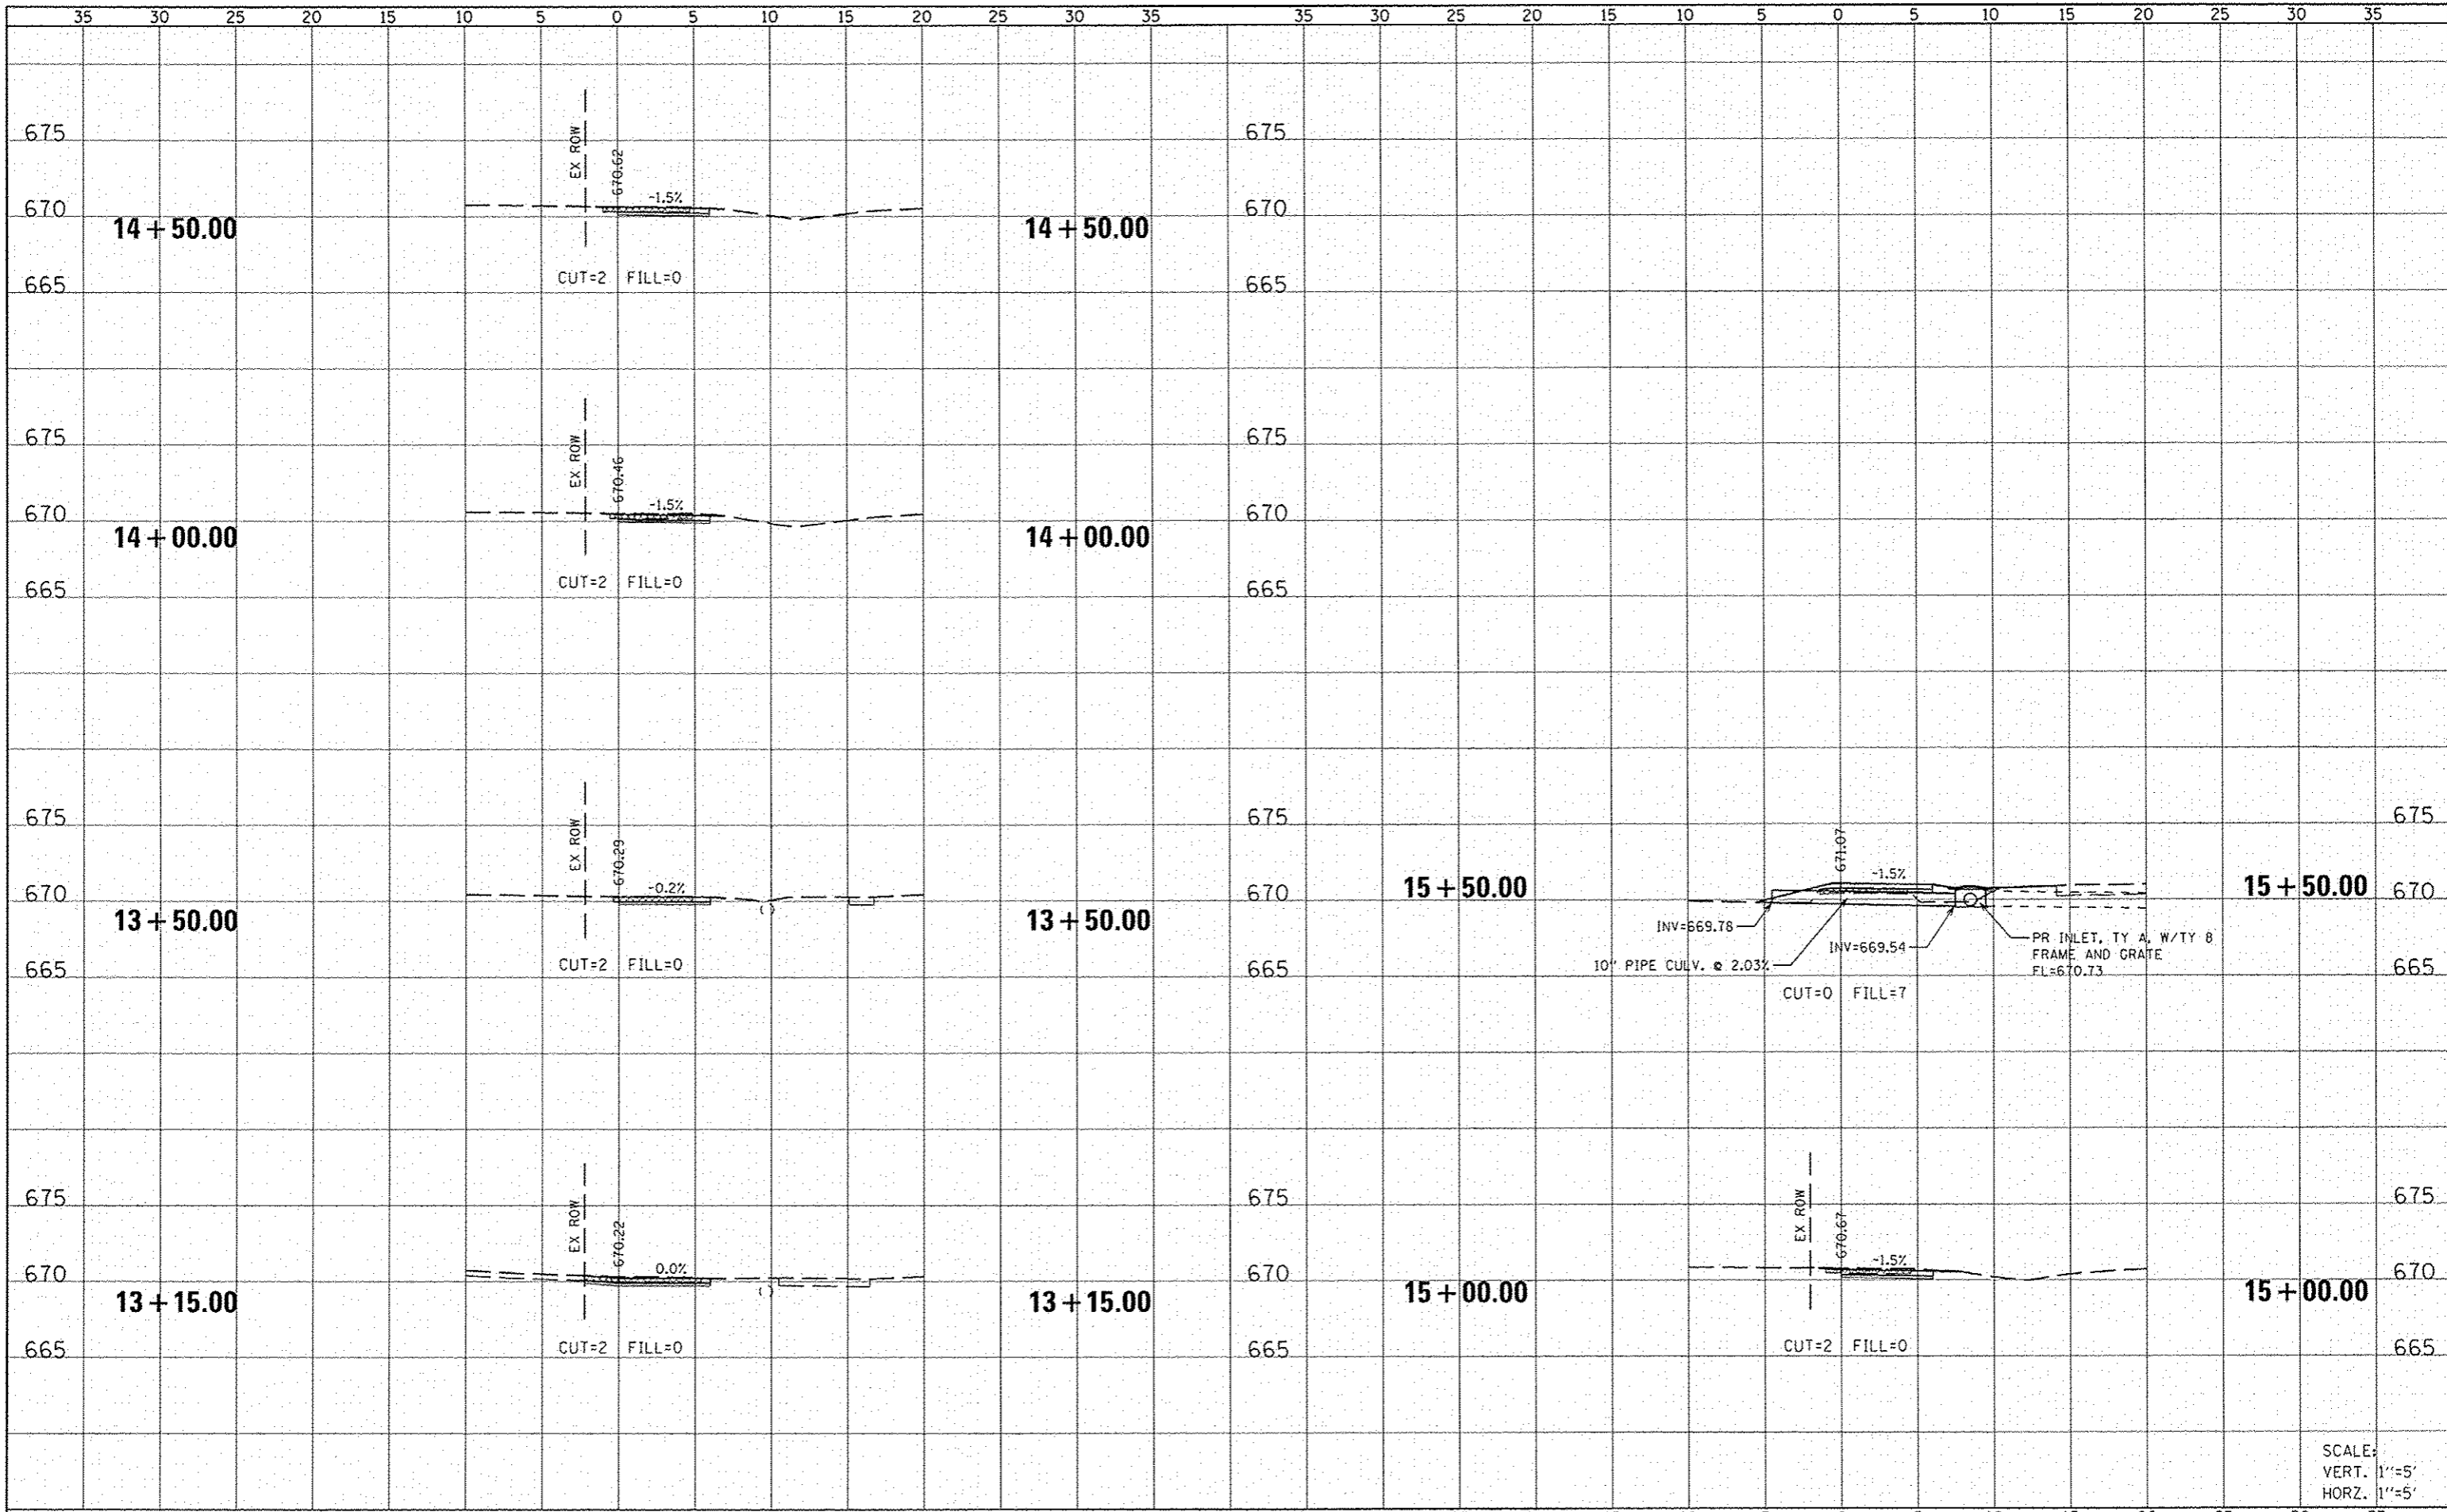 35 30 25 20 15 10 5 0 5 10 15 20 25 30 35 35 30 25 20 15 10 5 0 5 10 15 20 25 30 35
675
EX ROW
670.62
-1.5%
670
14+50.00
14+50.00
CUT=2 FILL=0
665
675
670
665
675
EX ROW
670.46
-1.5%
670
14+00.00
14+00.00
CUT=2 FILL=0
665
675
670
665
675
EX ROW
670.29
-0.2%
670
13+50.00
13+50.00
CUT=2 FILL=0
665
675
670
665
675
671.07
-1.5%
15+50.00
15+50.00
670
INV=669.78
INV=669.54
10" PIPE CULV. @ 2.03%
PR INLET, TY A, W/TY 8
FRAME AND GRATE
FL=670.73
665
CUT=0 FILL=7
675
EX ROW
670.22
0.0%
670
13+15.00
13+15.00
CUT=2 FILL=0
665
675
670
665
675
EX ROW
670.67
-1.5%
670
15+00.00
15+00.00
CUT=2 FILL=0
665
SCALE:
VERT. 1"=5'
HORZ. 1"=5'